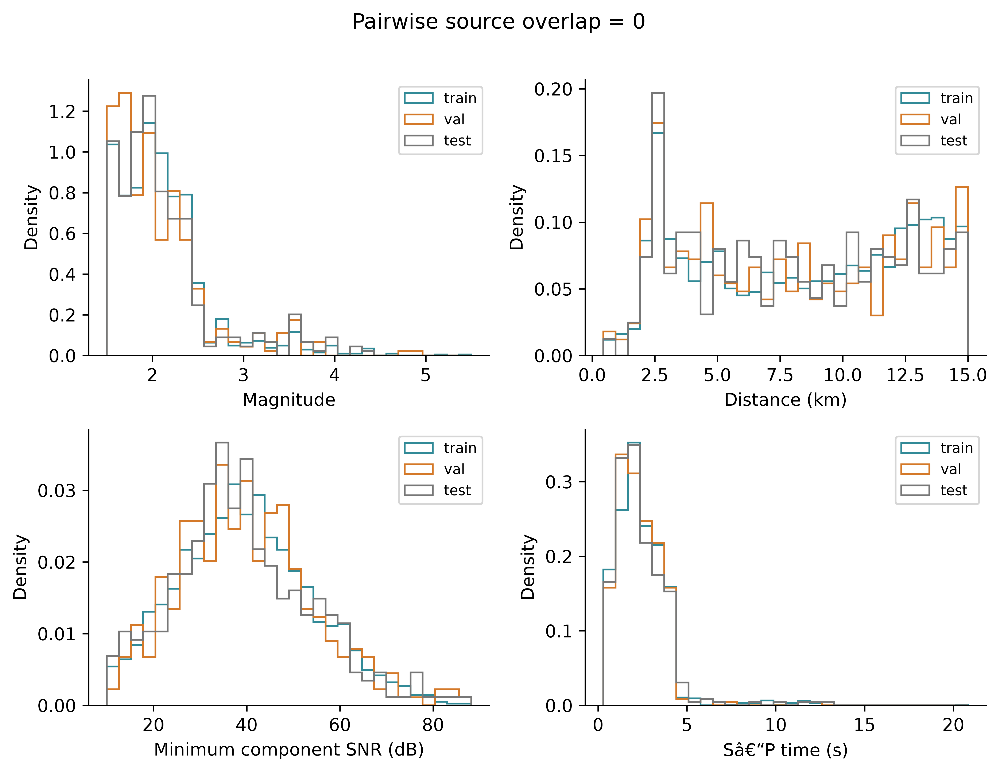 Pairwise source overlap = 0
Density
1.2
1.0
0.8
0.6
0.4
0.2
0.0
2 3 4 5
Magnitude
train
val
test
Density
0.20
0.15
0.10
0.05
0.00
0.0 2.5 5.0 7.5 10.0 12.5 15.0
Distance (km)
train
val
test
Density
0.03
0.02
0.01
0.00
20 40 60 80
Minimum component SNR (dB)
train
val
test
Density
0.3
0.2
0.1
0.0
0 5 10 15 20
Sâ€“P time (s)
train
val
test